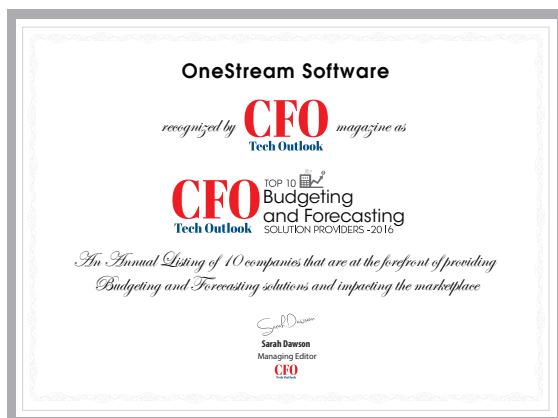 OneStream Software
recognized by CFO magazine as
Tech Outlook
TOP 10
CFO Budgeting
and Forecasting
Tech Outlook SOLUTION PROVIDERS - 2016
An Annual Listing of 10 companies that are at the forefront of providing
Budgeting and Forecasting solutions and impacting the marketplace
Sarah Dawson
Sarah Dawson
Managing Editor
CFO
Tech Outlook